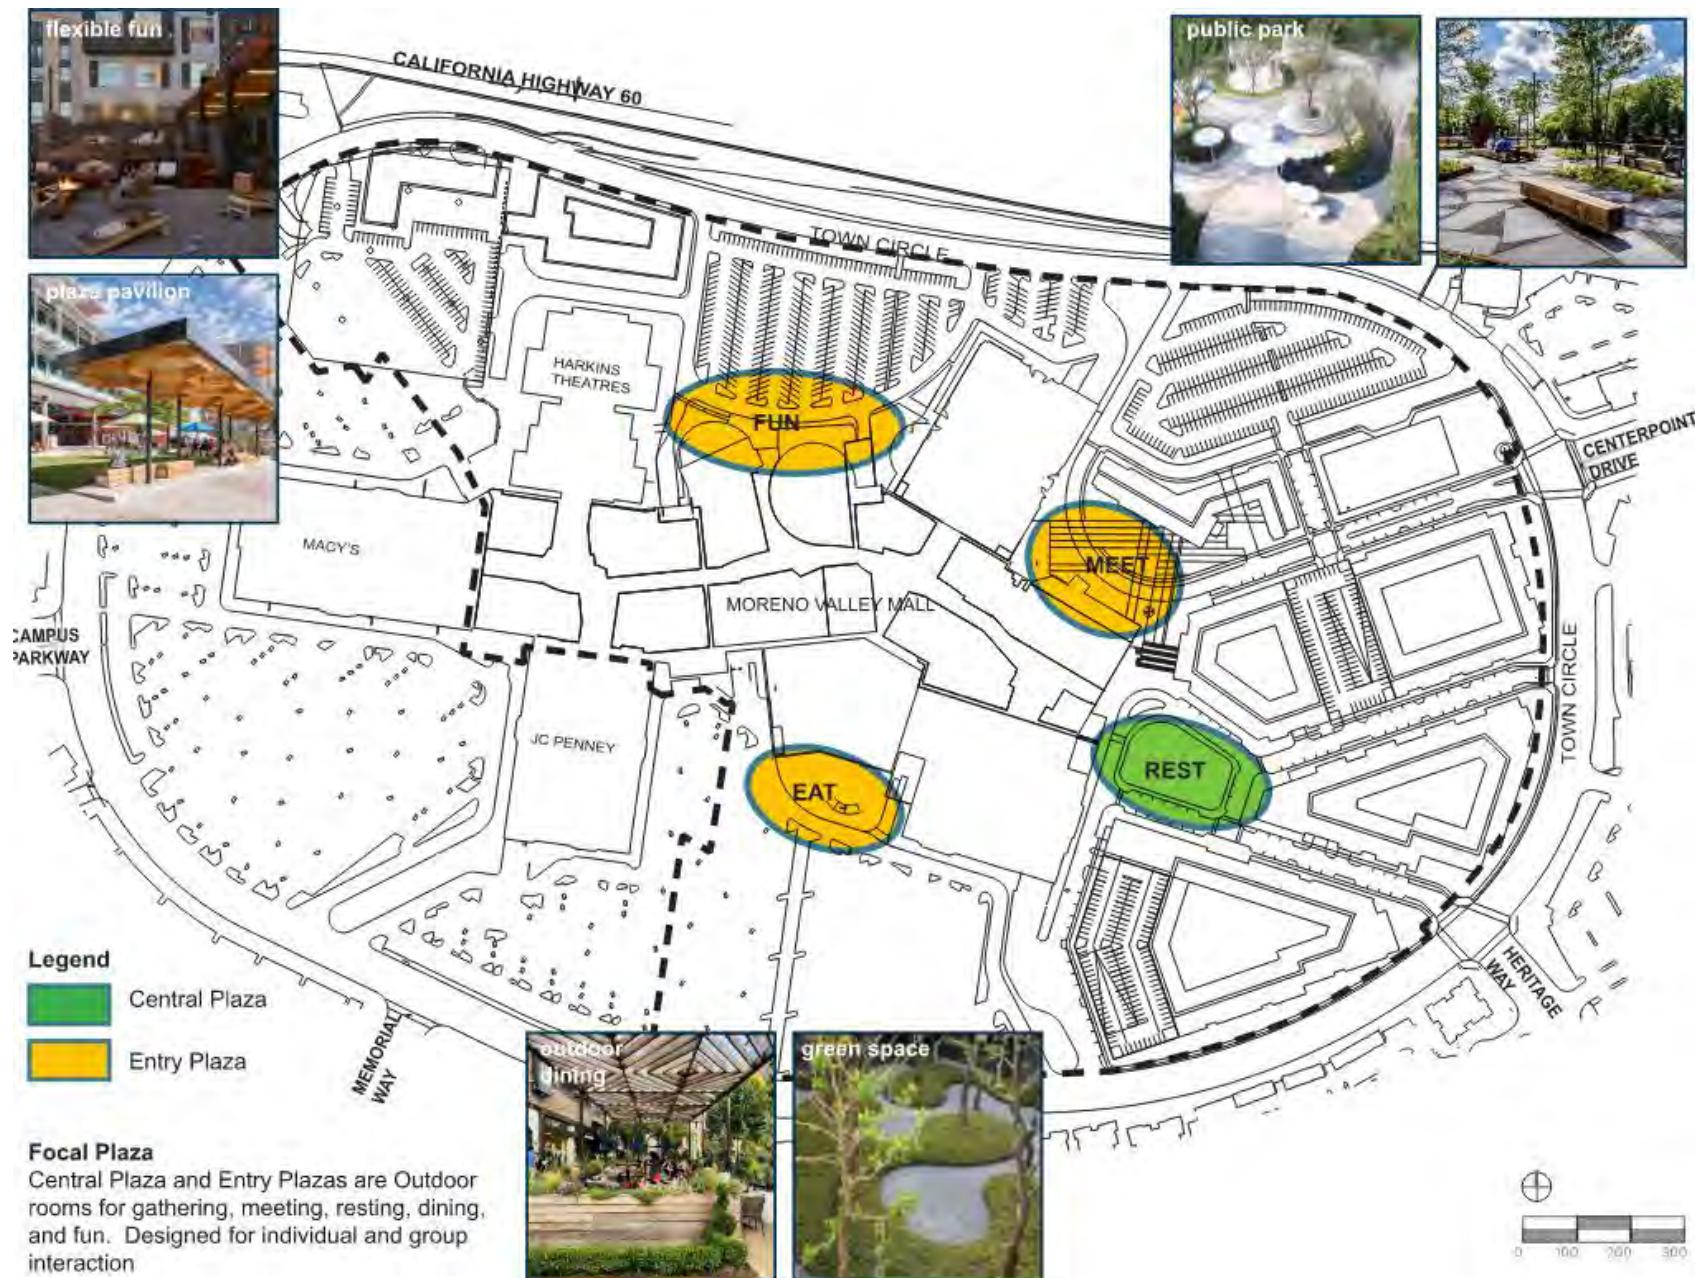 flexible fun
public park
CALIFORNIA HIGHWAY 60
TOWN CIRCLE
plaza pavilion
HARKINS
THEATRES
FUN
CENTERPOINT
DRIVE
MACY'S
MEET
MORENO VALLEY MALL
CAMPUS
PARKWAY
TOWN CIRCLE
JC PENNEY
REST
EAT
Legend
Central Plaza
Entry Plaza
HERITAGE
WAY
MEMORIAL
WAY
outdoor
dining
green space
Focal Plaza
Central Plaza and Entry Plazas are Outdoor
rooms for gathering, meeting, resting, dining,
and fun.  Designed for individual and group
interaction
0 100 200 300